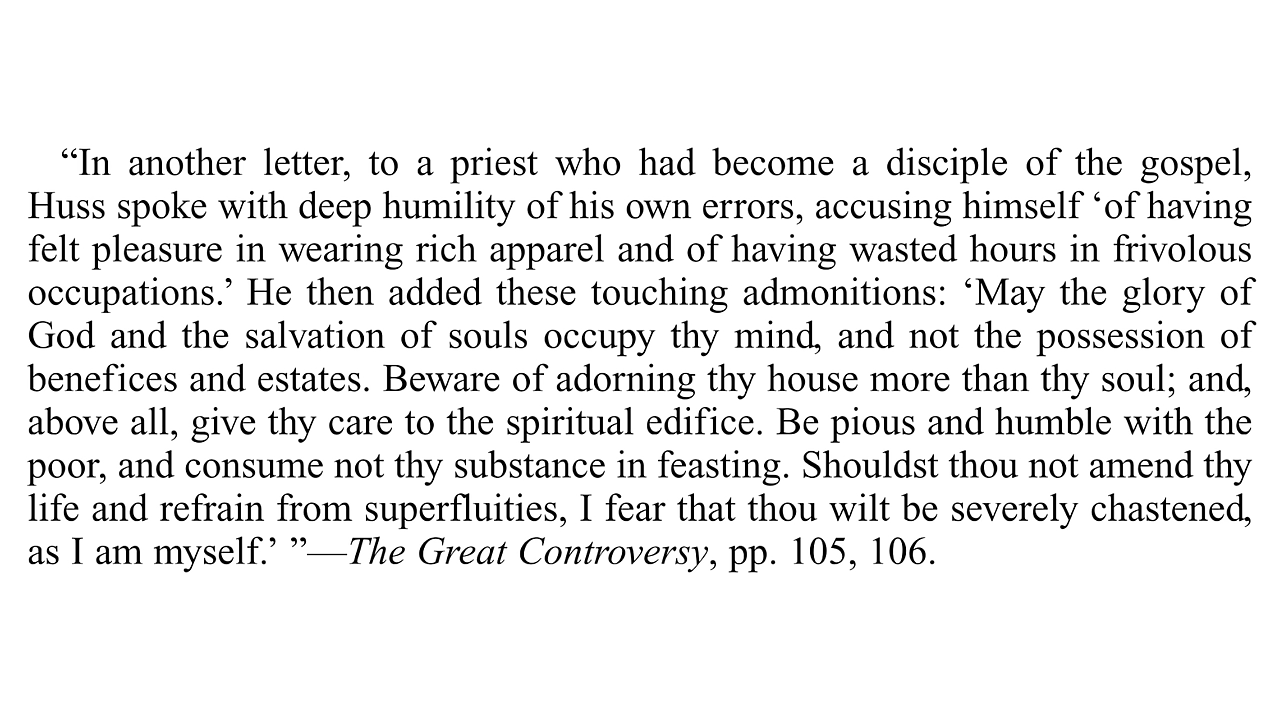 “In another letter, to a priest who had become a disciple of the gospel,
Huss spoke with deep humility of his own errors, accusing himself ‘of having
felt pleasure in wearing rich apparel and of having wasted hours in frivolous
occupations.’ He then added these touching admonitions: ‘May the glory of
God and the salvation of souls occupy thy mind, and not the possession of
benefices and estates. Beware of adorning thy house more than thy soul; and,
above all, give thy care to the spiritual edifice. Be pious and humble with the
poor, and consume not thy substance in feasting. Shouldst thou not amend thy
life and refrain from superfluities, I fear that thou wilt be severely chastened,
as I am myself.’ ”—The Great Controversy, pp. 105, 106.